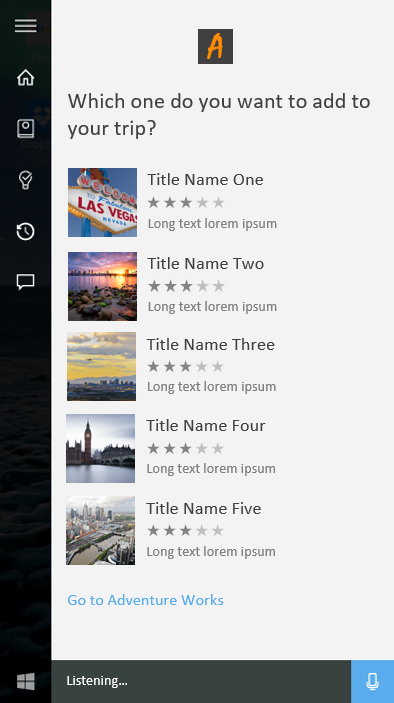 A
Which one do you want to add to
your trip?
WELCOME
TO Fabulous
LAS VEGAS
NEVADA
Title Name One
Long text lorem ipsum
Title Name Two
Long text lorem ipsum
Title Name Three
Long text lorem ipsum
Title Name Four
Long text lorem ipsum
Title Name Five
Long text lorem ipsum
Go to Adventure Works
Listening...